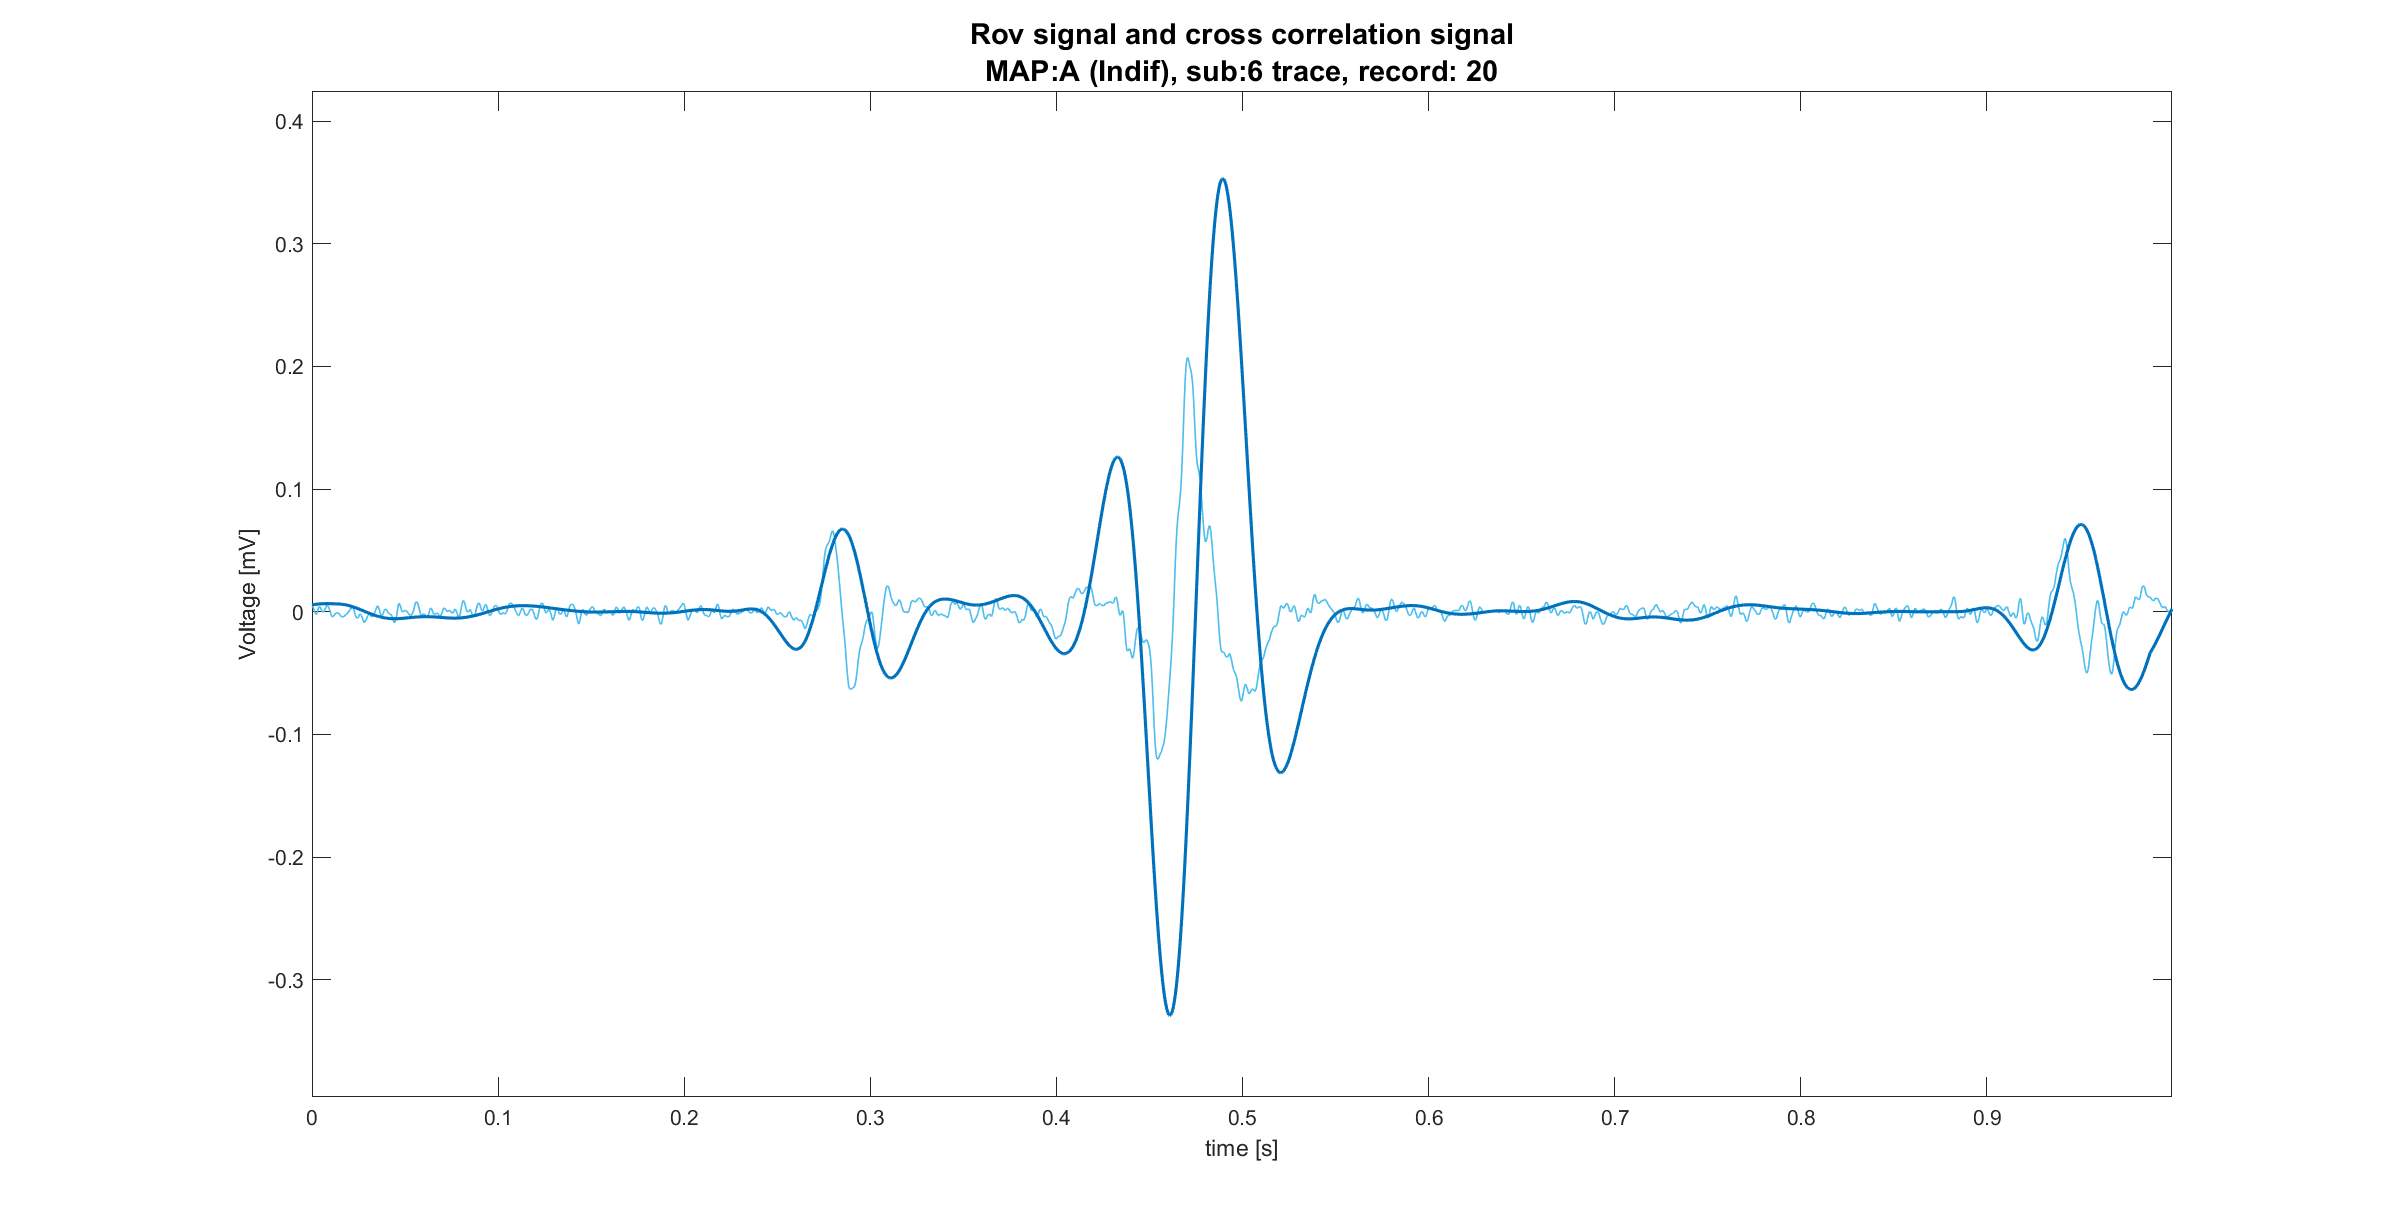 Rov signal and cross correlation signal
MAP:A (Indif), sub:6 trace, record: 20
0.4
0.3
0.2
0.1
0
-0.1
-0.2
-0.3
Voltage [mV]
0 0.1 0.2 0.3 0.4 0.5 0.6 0.7 0.8 0.9
time [s]